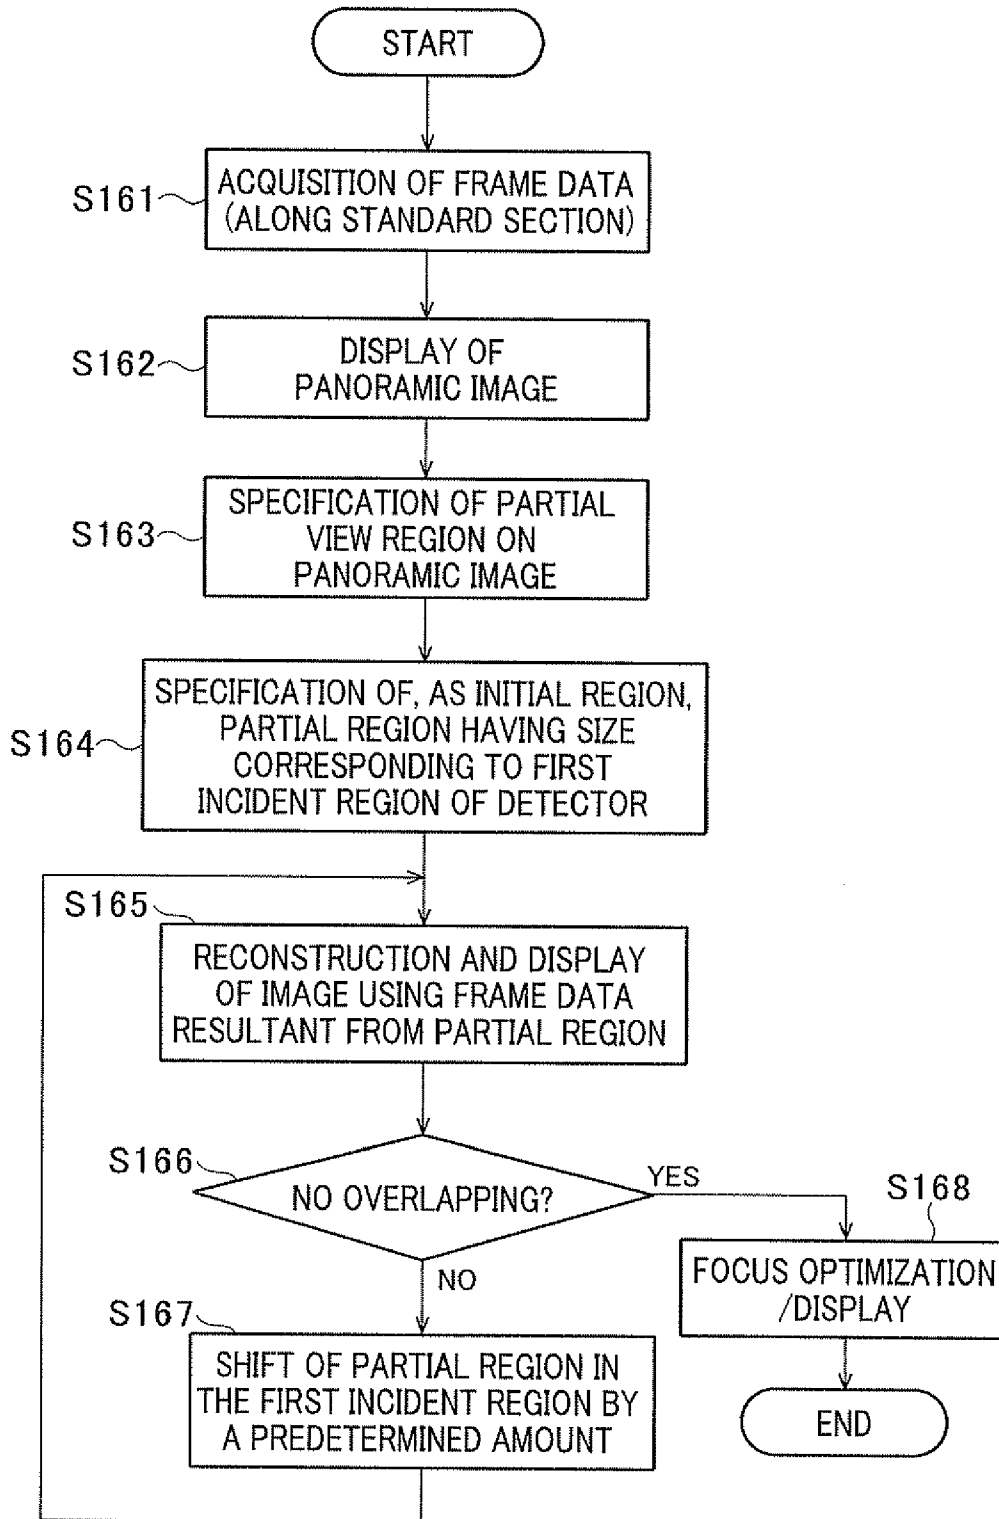 START
S161
ACQUISITION OF FRAME DATA
(ALONG STANDARD SECTION)
S162
DISPLAY OF
PANORAMIC IMAGE
S163
SPECIFICATION OF PARTIAL
VIEW REGION ON
PANORAMIC IMAGE
S164
SPECIFICATION OF, AS INITIAL REGION,
PARTIAL REGION HAVING SIZE
CORRESPONDING TO FIRST
INCIDENT REGION OF DETECTOR
S165
RECONSTRUCTION AND DISPLAY
OF IMAGE USING FRAME DATA
RESULTANT FROM PARTIAL REGION
S166
NO OVERLAPPING?
YES
NO
S168
FOCUS OPTIMIZATION
/DISPLAY
S167
SHIFT OF PARTIAL REGION IN
THE FIRST INCIDENT REGION BY
A PREDETERMINED AMOUNT
END